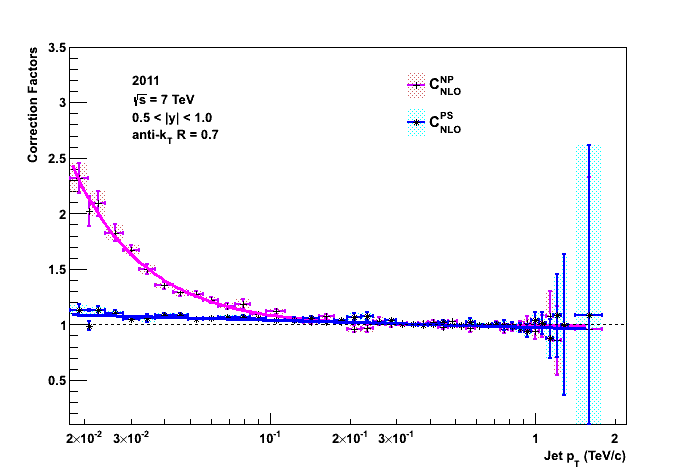 3.5
3
2.5
2
1.5
1
0.5
Correction Factors
2011
√s = 7 TeV
0.5 < |y| < 1.0
anti-k_T R = 0.7
C^NP_NLO
C^PS_NLO
2×10⁻² 3×10⁻² 10⁻¹ 2×10⁻¹ 3×10⁻¹ 1 2
Jet p_T (TeV/c)